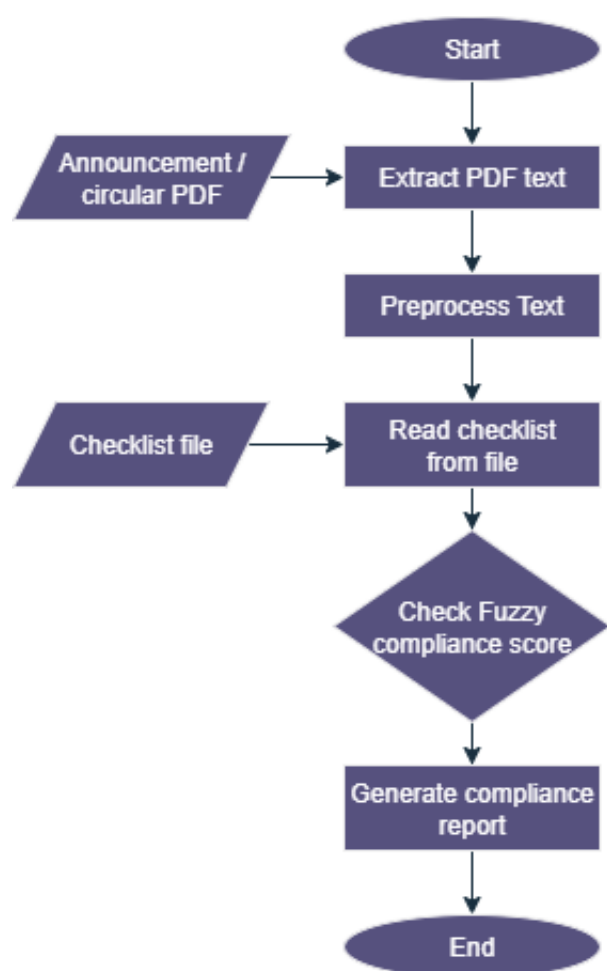 Start
Announcement /
circular PDF
Extract PDF text
Preprocess Text
Checklist file
Read checklist
from file
Check Fuzzy
compliance score
Generate compliance
report
End